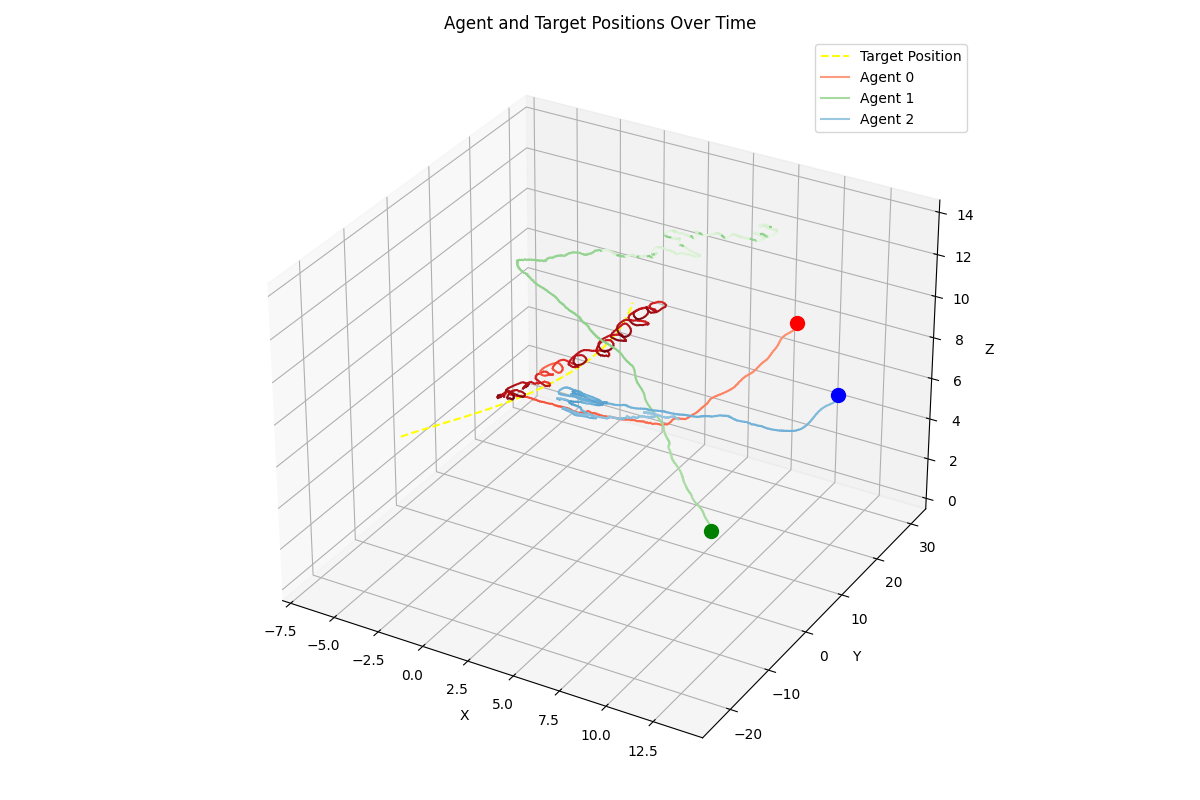 Agent and Target Positions Over Time
Target Position
Agent 0
Agent 1
Agent 2
14
12
10
8
6
4
2
0
Z
30
20
10
0
−10
−20
Y
−7.5
−5.0
−2.5
0.0
2.5
5.0
7.5
10.0
12.5
X